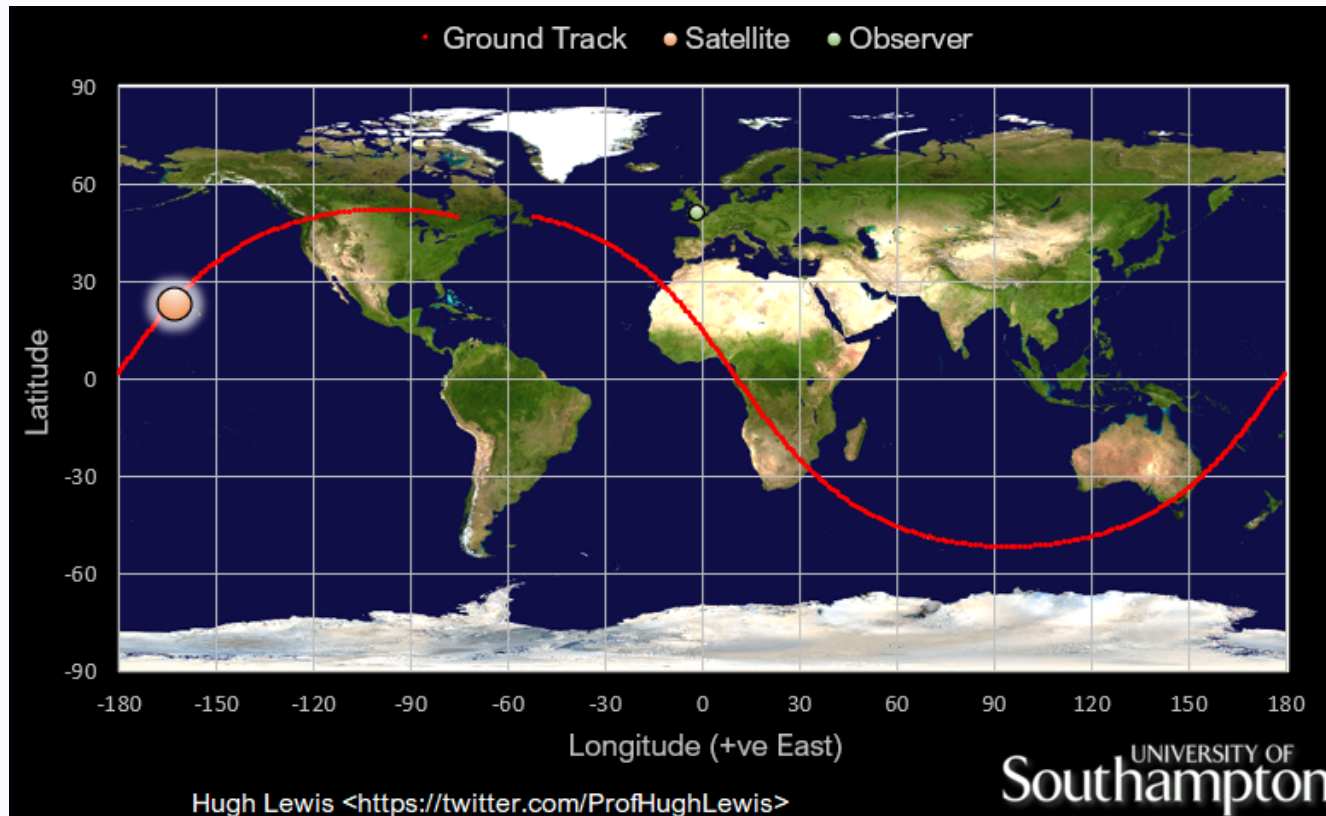 Ground Track Satellite Observer
90
60
30
0
-30
-60
-90
Latitude
-180 -150 -120 -90 -60 -30 0 30 60 90 120 150 180
Longitude (+ve East)
UNIVERSITY OF
Southampton
Hugh Lewis <https://twitter.com/ProfHughLewis>